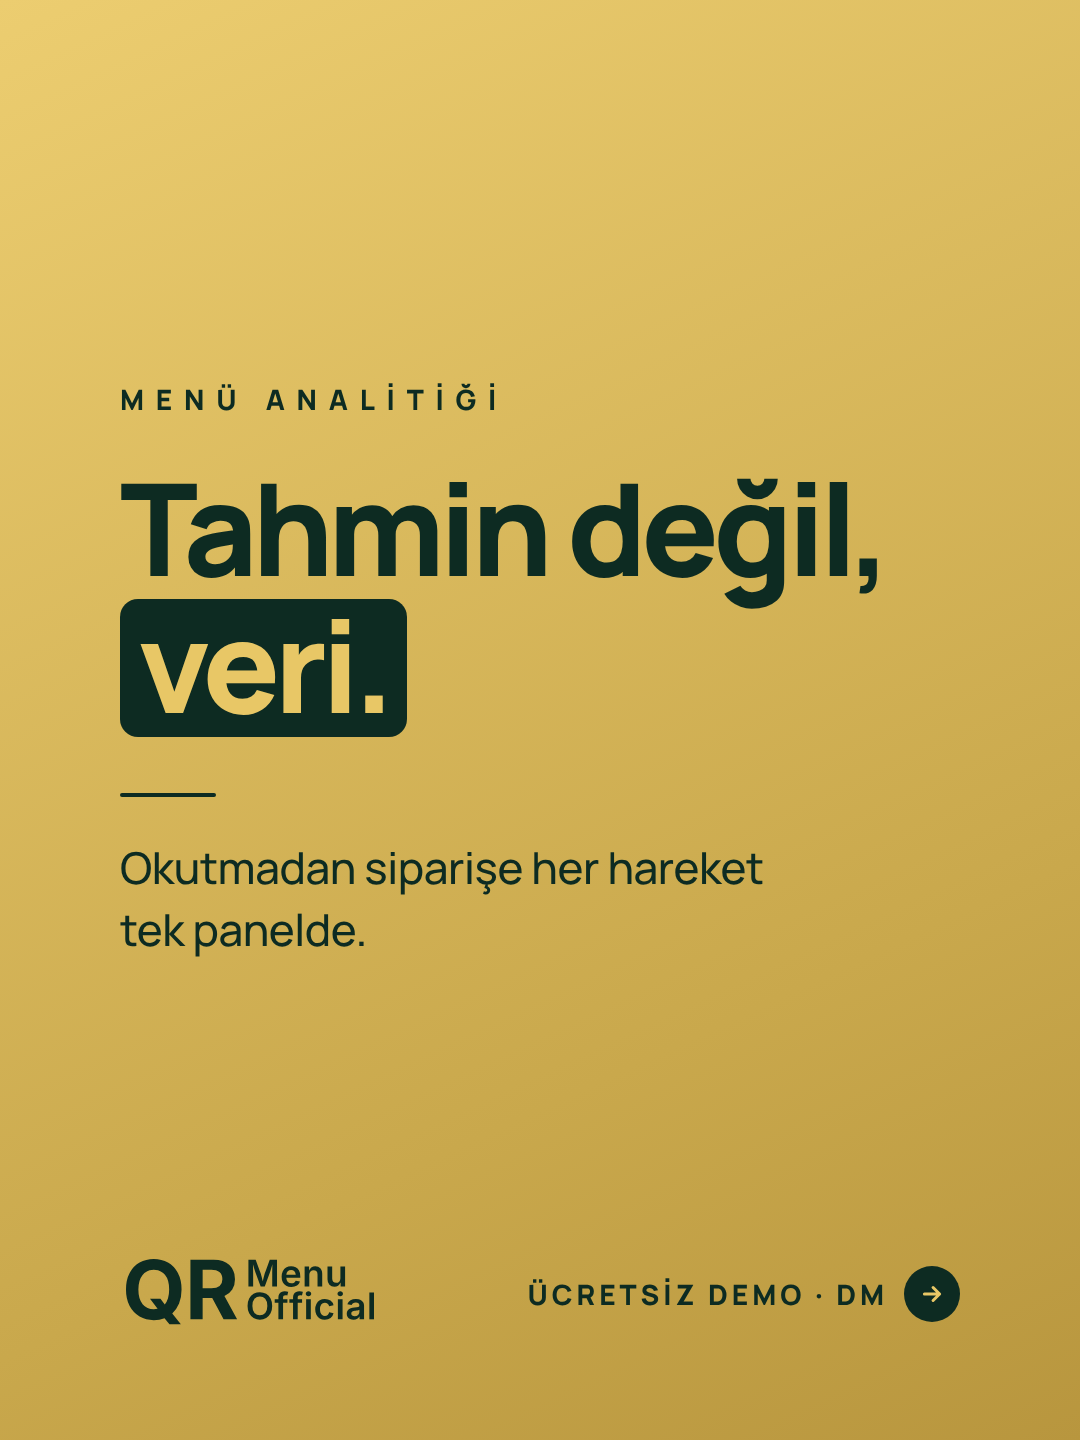 MENÜ ANALİTİĞİ
Tahmin değil,
veri.
Okutmadan siparişe her hareket
tek panelde.
QR Menu
Official
ÜCRETSİZ DEMO · DM